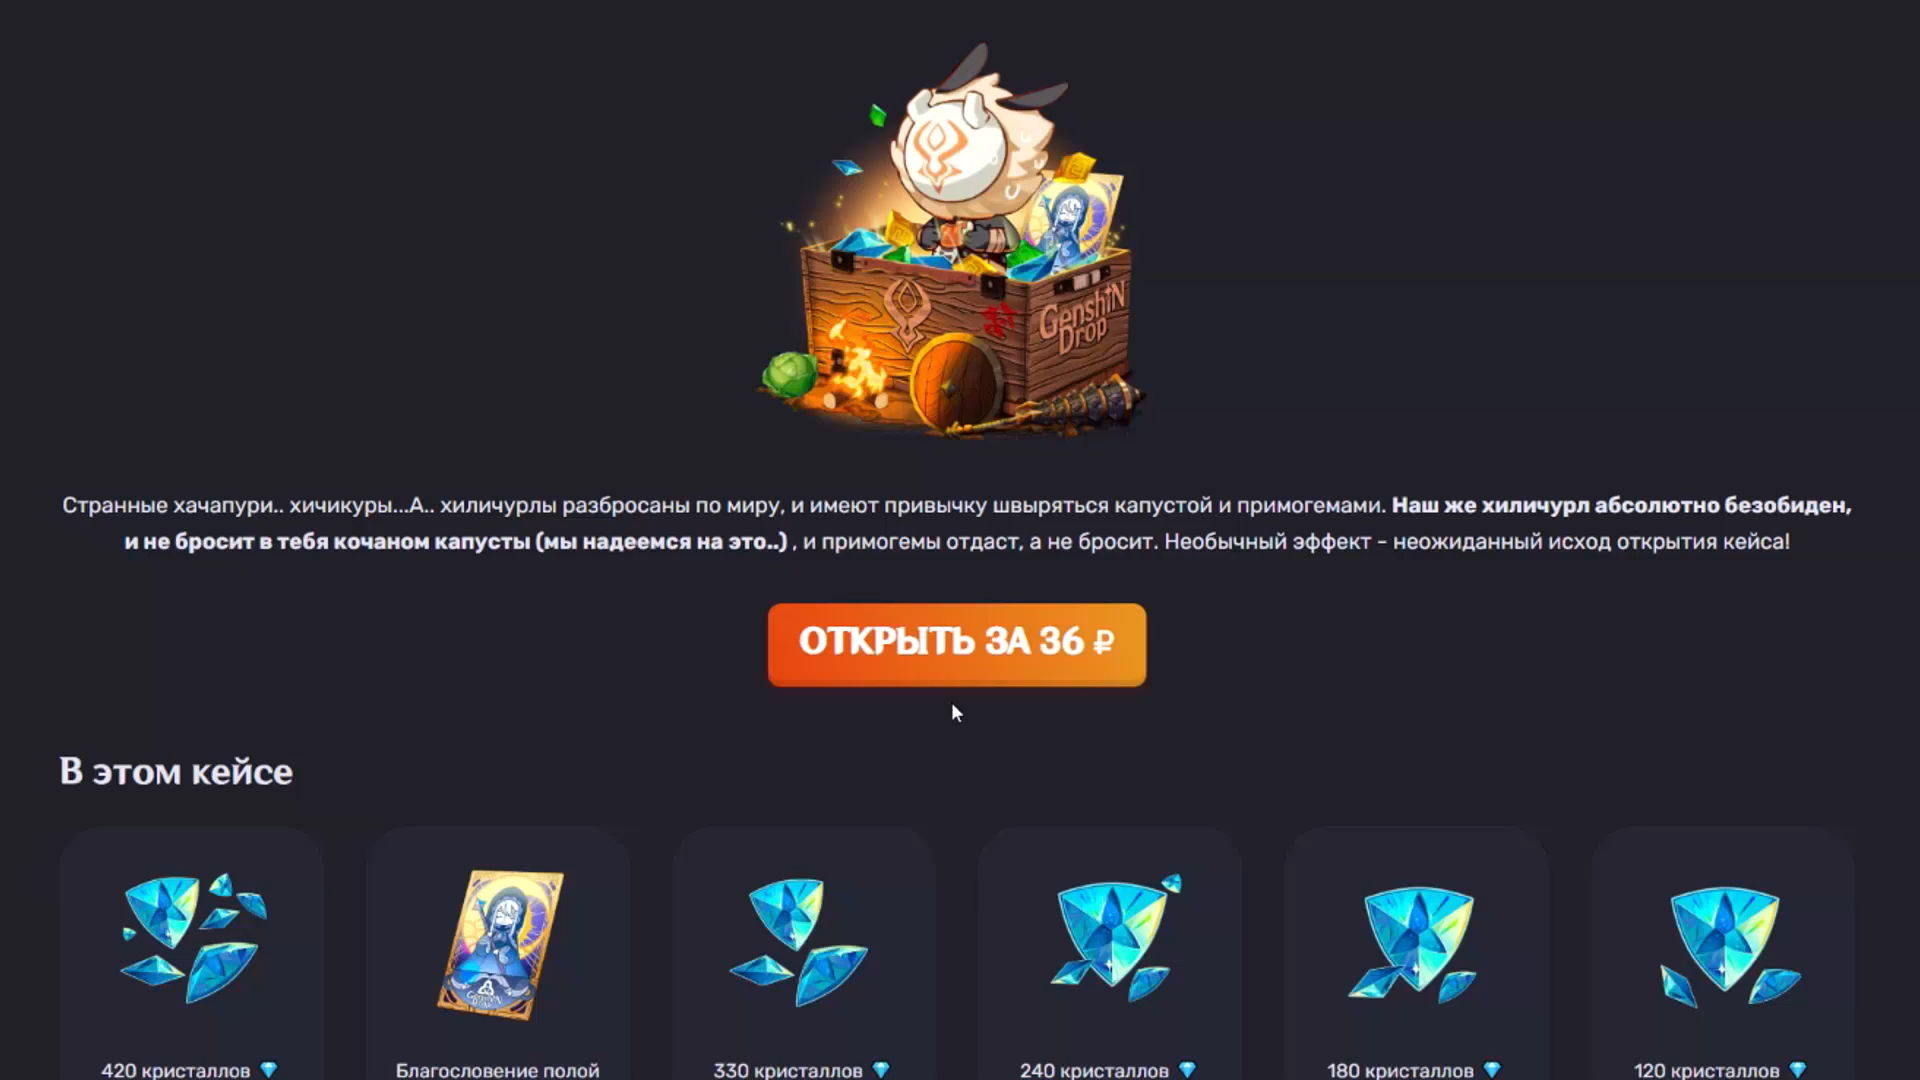 Genshin
Drop
Странные хачапури.. хичикуры...А.. хиличурлы разбросаны по миру, и имеют привычку швыряться капустой и примогемами. Наш же хиличурл абсолютно безобиден,
и не бросит в тебя кочаном капусты (мы надеемся на это..) , и примогемы отдаст, а не бросит. Необычный эффект - неожиданный исход открытия кейса!
ОТКРЫТЬ ЗА 36 ₽
В этом кейсе
420 кристаллов
Благословение полой
330 кристаллов
240 кристаллов
180 кристаллов
120 кристаллов